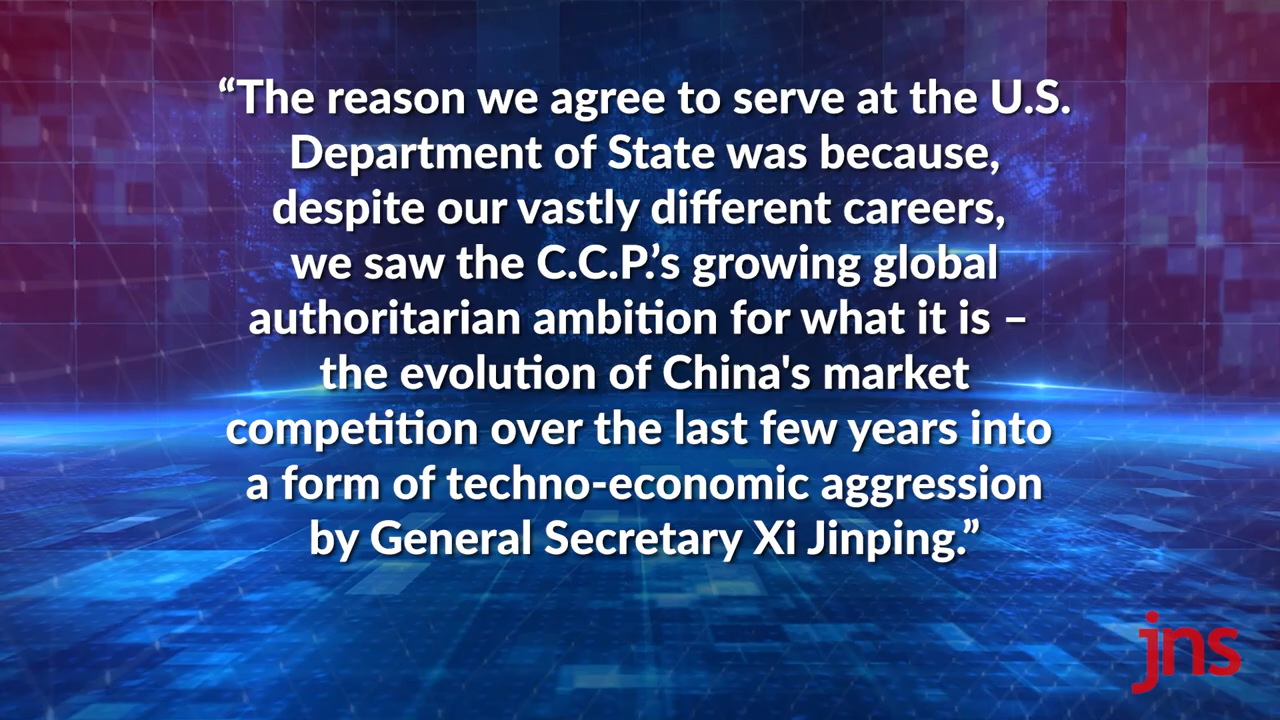 “The reason we agree to serve at the U.S.
Department of State was because,
despite our vastly different careers,
we saw the C.C.P.’s growing global
authoritarian ambition for what it is –
the evolution of China's market
competition over the last few years into
a form of techno-economic aggression
by General Secretary Xi Jinping.”
jns